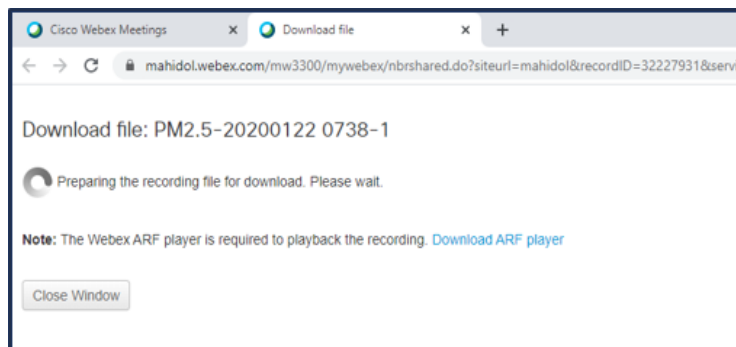 Cisco Webex Meetings
Download file
mahidol.webex.com/mw3300/mywebex/nbrshared.do?siteurl=mahidol&recordID=32227931&servi
Download file: PM2.5-20200122 0738-1
Preparing the recording file for download. Please wait.
Note: The Webex ARF player is required to playback the recording. Download ARF player
Close Window